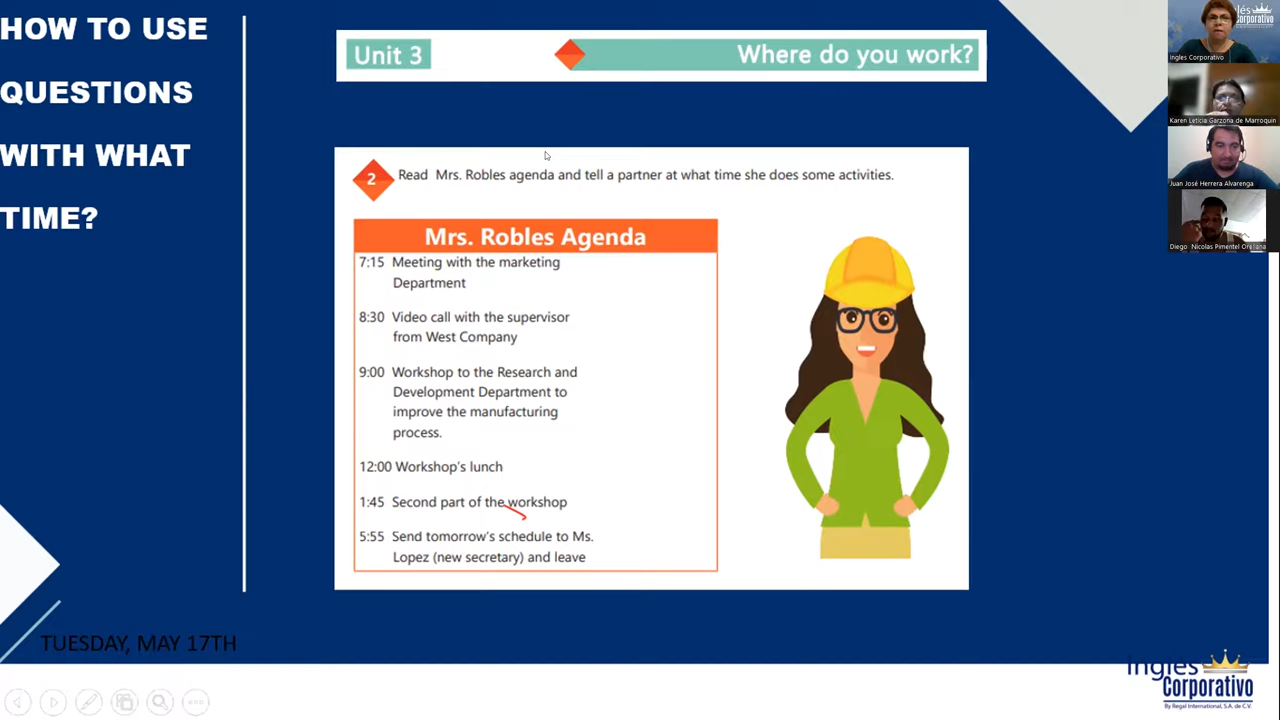 HOW TO USE
QUESTIONS
WITH WHAT
TIME?
Unit 3
Where do you work?
2
Read Mrs. Robles agenda and tell a partner at what time she does some activities.
Mrs. Robles Agenda
7:15 Meeting with the marketing
Department
8:30 Video call with the supervisor
from West Company
9:00 Workshop to the Research and
Development Department to
improve the manufacturing
process.
12:00 Workshop's lunch
1:45 Second part of the workshop
5:55 Send tomorrow's schedule to Ms.
Lopez (new secretary) and leave
TUESDAY, MAY 17TH
Inglés
Corporativo
By Regal International, S.A. de C.V.
Ingles Corporativo
Karen Leticia Garzona de Marroquin
Juan José Herrera Alvarenga
Diego Nicolas Pimentel Orellana